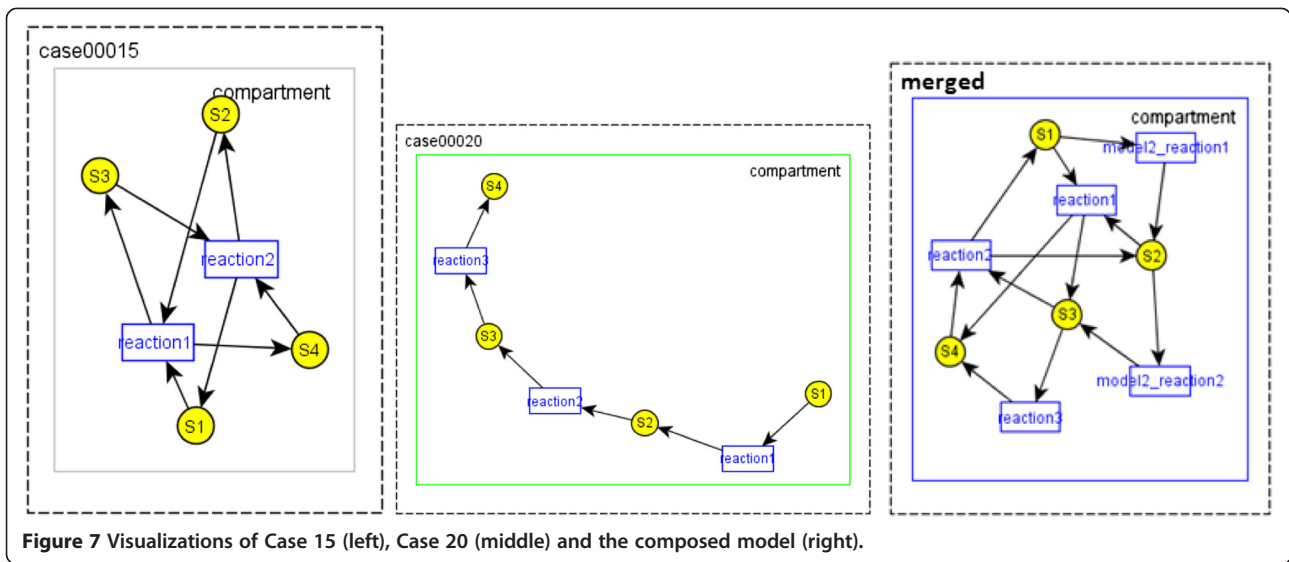 case00015
compartment
S2
S3
reaction2
reaction1
S4
S1
case00020
compartment
S4
reaction3
S3
reaction2
S2
S1
reaction1
merged
compartment
S1
model2_reaction1
reaction1
reaction2
S2
S3
S4
model2_reaction2
reaction3
Figure 7 Visualizations of Case 15 (left), Case 20 (middle) and the composed model (right).